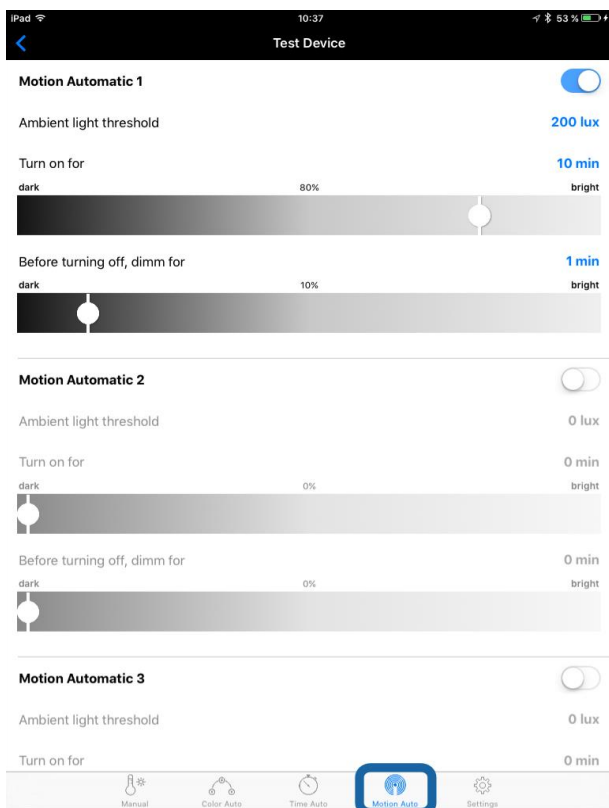 iPad 10:37 53 %
Test Device
Motion Automatic 1
Ambient light threshold 200 lux
Turn on for 10 min
dark 80% bright
Before turning off, dimm for 1 min
dark 10% bright
Motion Automatic 2
Ambient light threshold 0 lux
Turn on for 0 min
dark 0% bright
Before turning off, dimm for 0 min
dark 0% bright
Motion Automatic 3
Ambient light threshold 0 lux
Turn on for 0 min
Manual Color Auto Time Auto Motion Auto Settings